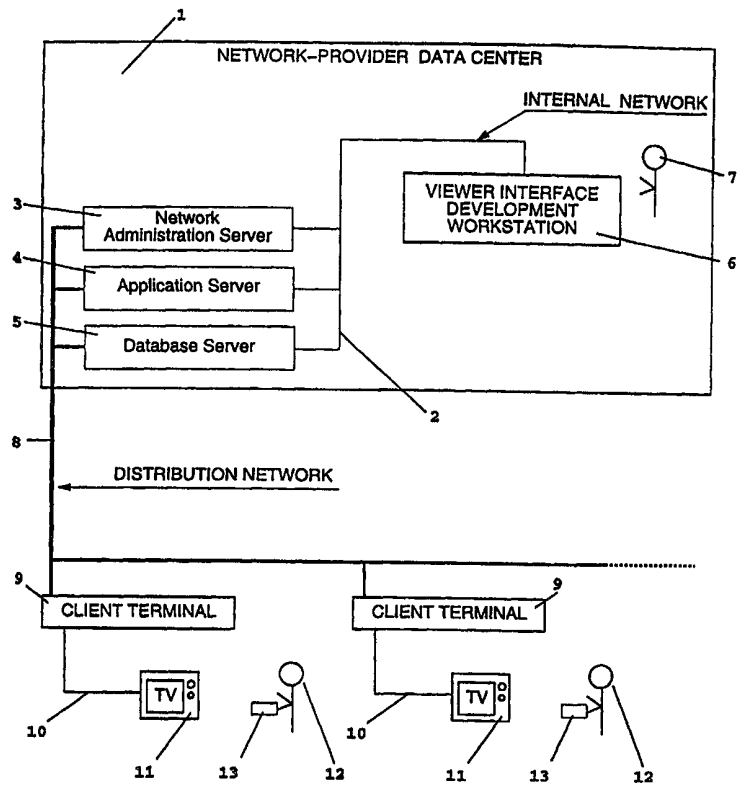 1
NETWORK-PROVIDER DATA CENTER
INTERNAL NETWORK
7
VIEWER INTERFACE
DEVELOPMENT
WORKSTATION
6
3
Network
Administration Server
4
Application Server
5
Database Server
2
8
DISTRIBUTION NETWORK
9
CLIENT TERMINAL
9
CLIENT TERMINAL
TV
TV
10
11
13
12
10
11
13
12